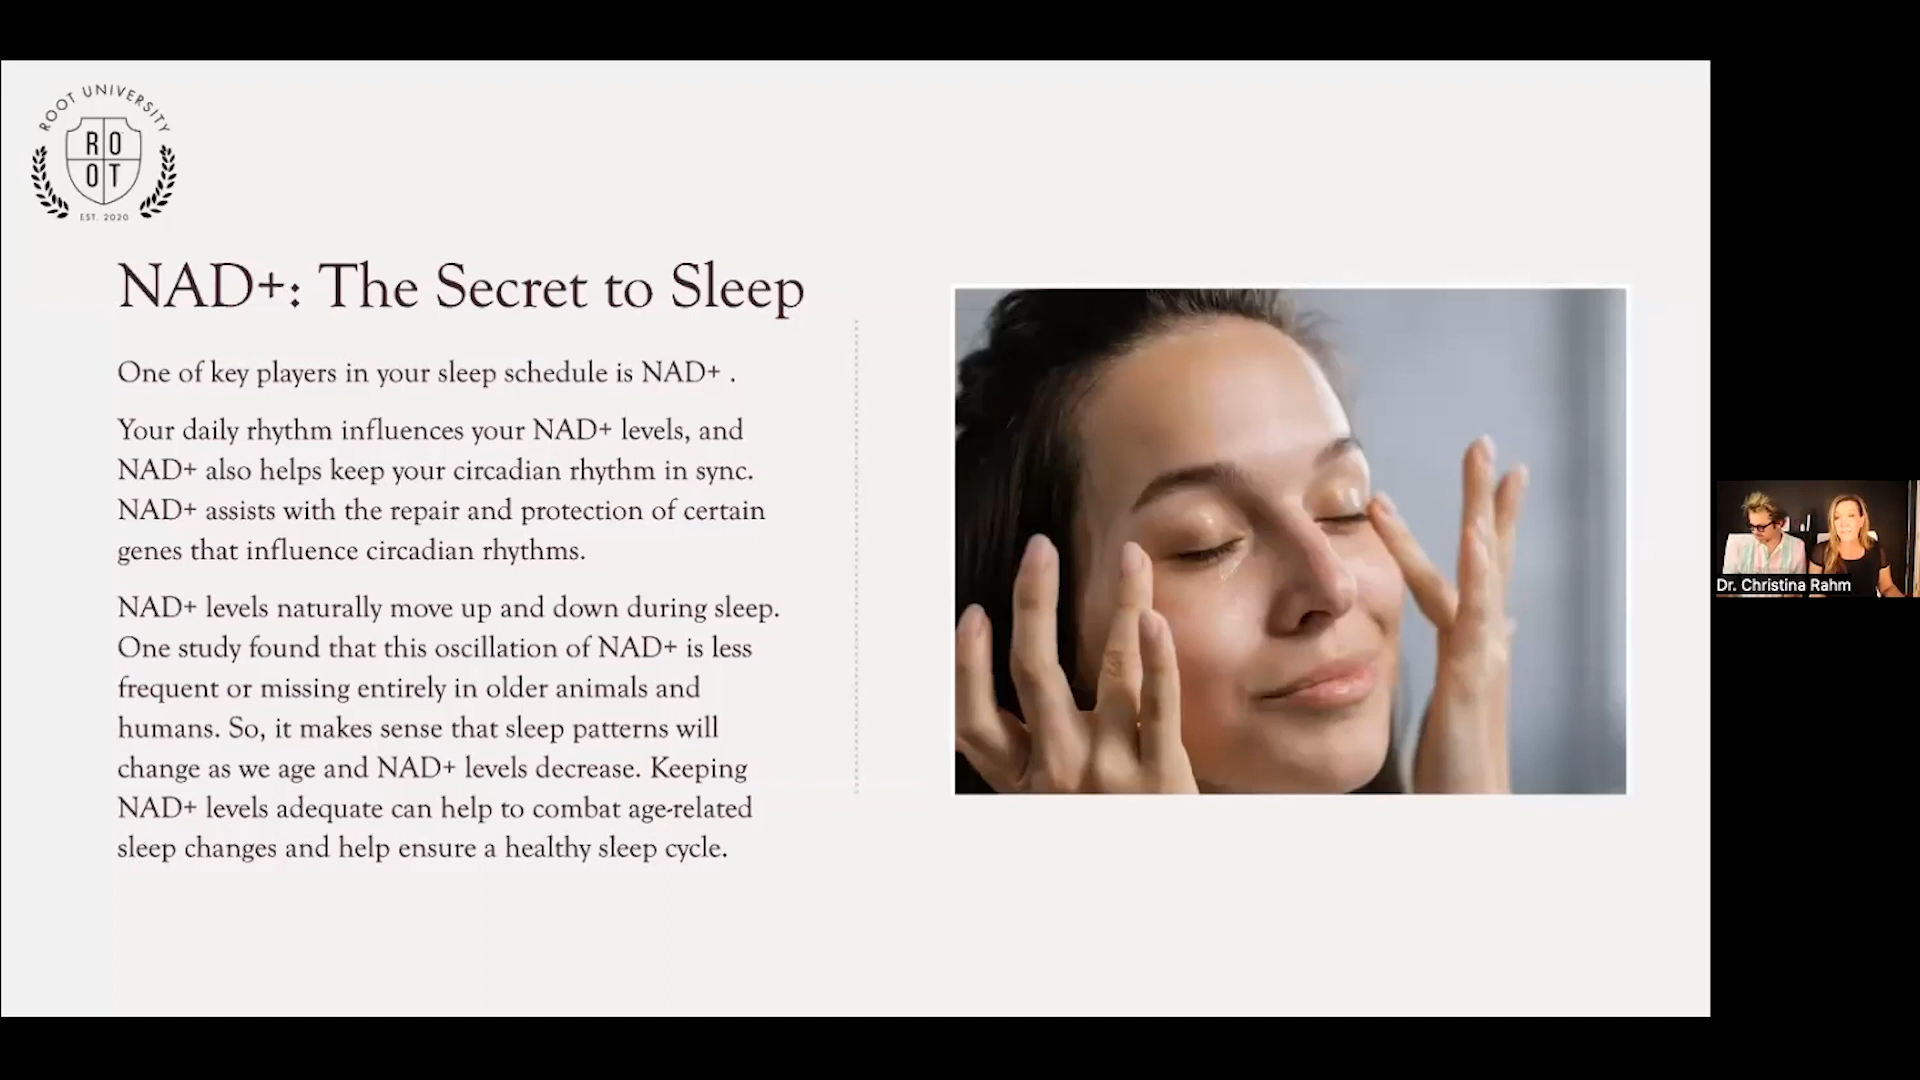 ROOT UNIVERSITY
RO
OT
EST. 2020
NAD+: The Secret to Sleep
One of key players in your sleep schedule is NAD+ .
Your daily rhythm influences your NAD+ levels, and
NAD+ also helps keep your circadian rhythm in sync.
NAD+ assists with the repair and protection of certain
genes that influence circadian rhythms.
NAD+ levels naturally move up and down during sleep.
One study found that this oscillation of NAD+ is less
frequent or missing entirely in older animals and
humans. So, it makes sense that sleep patterns will
change as we age and NAD+ levels decrease. Keeping
NAD+ levels adequate can help to combat age-related
sleep changes and help ensure a healthy sleep cycle.
Dr. Christina Rahm